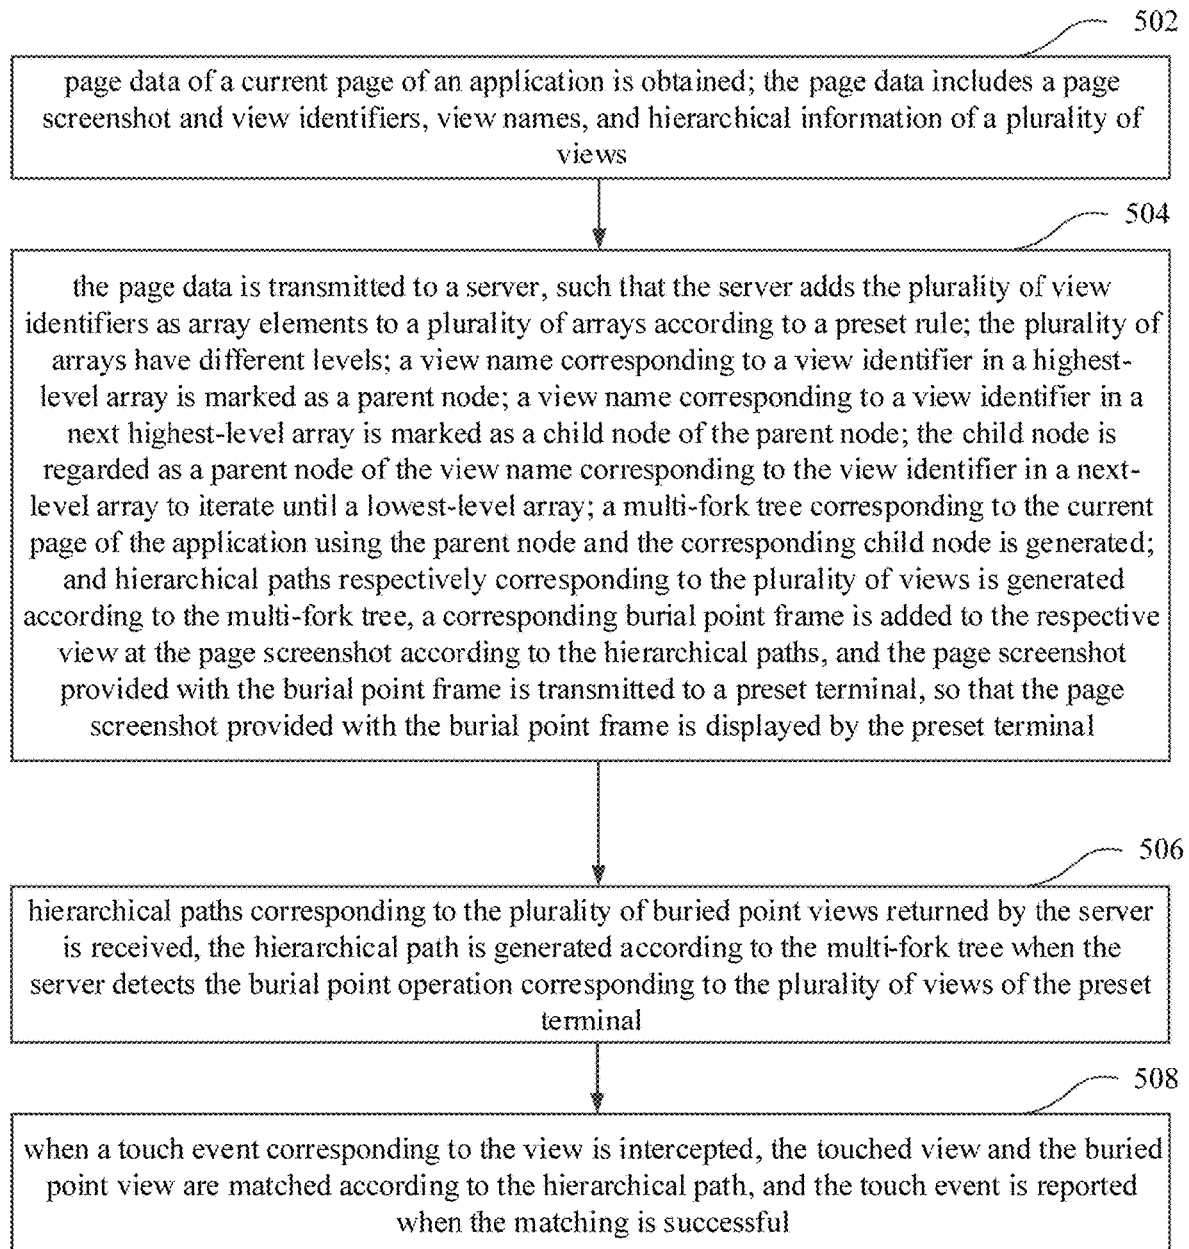 502
page data of a current page of an application is obtained; the page data includes a page
screenshot and view identifiers, view names, and hierarchical information of a plurality of
views
504
the page data is transmitted to a server, such that the server adds the plurality of view
identifiers as array elements to a plurality of arrays according to a preset rule; the plurality of
arrays have different levels; a view name corresponding to a view identifier in a highest-
level array is marked as a parent node; a view name corresponding to a view identifier in a
next highest-level array is marked as a child node of the parent node; the child node is
regarded as a parent node of the view name corresponding to the view identifier in a next-
level array to iterate until a lowest-level array; a multi-fork tree corresponding to the current
page of the application using the parent node and the corresponding child node is generated;
and hierarchical paths respectively corresponding to the plurality of views is generated
according to the multi-fork tree, a corresponding burial point frame is added to the respective
view at the page screenshot according to the hierarchical paths, and the page screenshot
provided with the burial point frame is transmitted to a preset terminal, so that the page
screenshot provided with the burial point frame is displayed by the preset terminal
506
hierarchical paths corresponding to the plurality of buried point views returned by the server
is received, the hierarchical path is generated according to the multi-fork tree when the
server detects the burial point operation corresponding to the plurality of views of the preset
terminal
508
when a touch event corresponding to the view is intercepted, the touched view and the buried
point view are matched according to the hierarchical path, and the touch event is reported
when the matching is successful